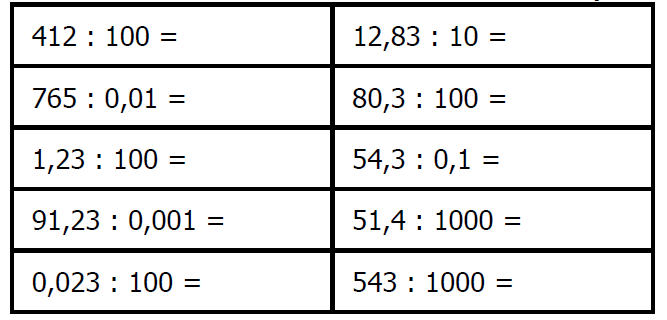 412 : 100 =
12,83 : 10 =
765 : 0,01 =
80,3 : 100 =
1,23 : 100 =
54,3 : 0,1 =
91,23 : 0,001 =
51,4 : 1000 =
0,023 : 100 =
543 : 1000 =